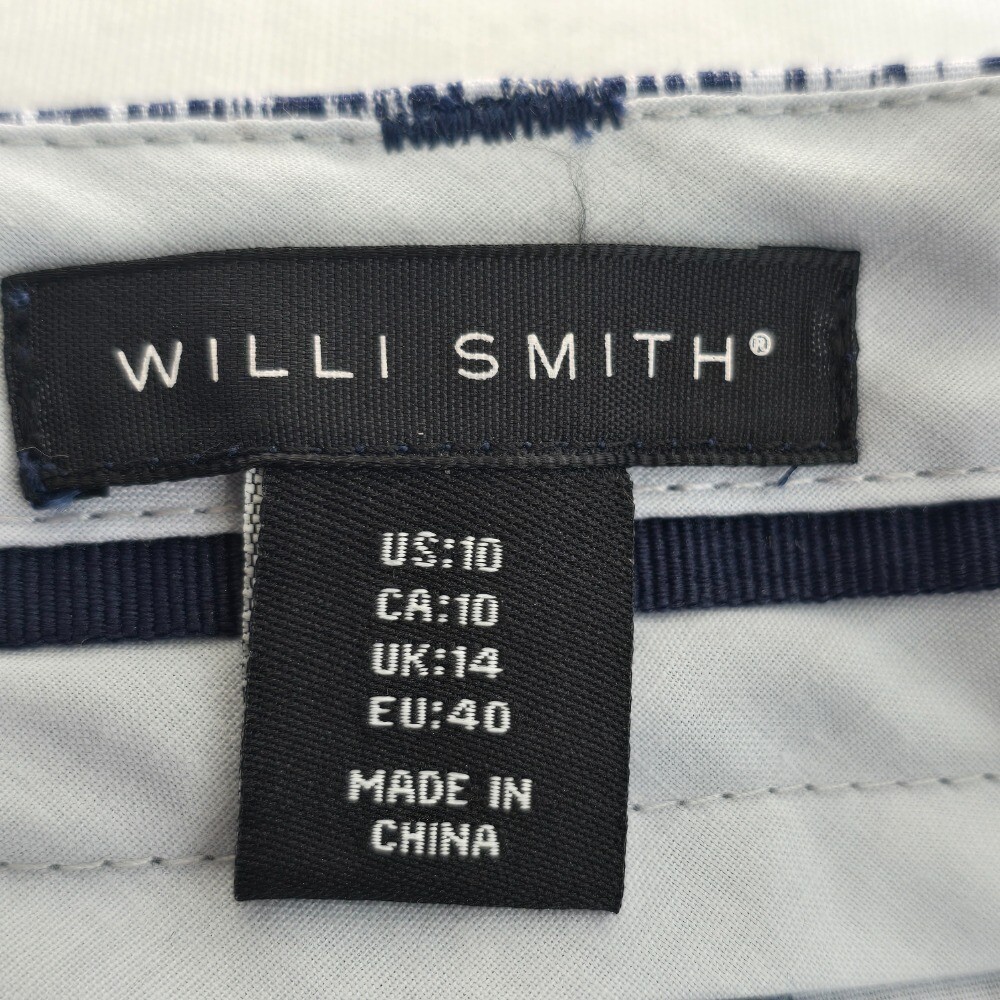 WILLI SMITH®
US:10
CA:10
UK:14
EU:40
MADE IN
CHINA